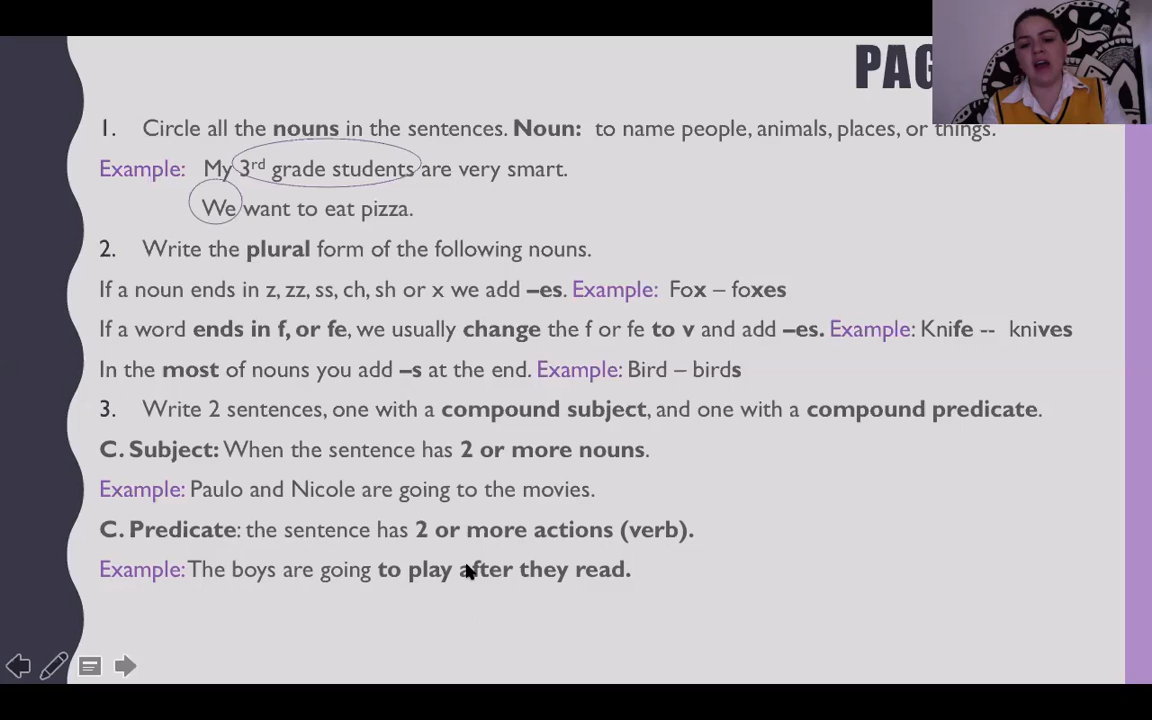 PAG
1. Circle all the nouns in the sentences. Noun: to name people, animals, places, or things.
Example: My 3rd grade students are very smart.
We want to eat pizza.
2. Write the plural form of the following nouns.
If a noun ends in z, zz, ss, ch, sh or x we add –es. Example: Fox – foxes
If a word ends in f, or fe, we usually change the f or fe to v and add –es. Example: Knife -- knives
In the most of nouns you add –s at the end. Example: Bird – birds
3. Write 2 sentences, one with a compound subject, and one with a compound predicate.
C. Subject: When the sentence has 2 or more nouns.
Example: Paulo and Nicole are going to the movies.
C. Predicate: the sentence has 2 or more actions (verb).
Example: The boys are going to play after they read.